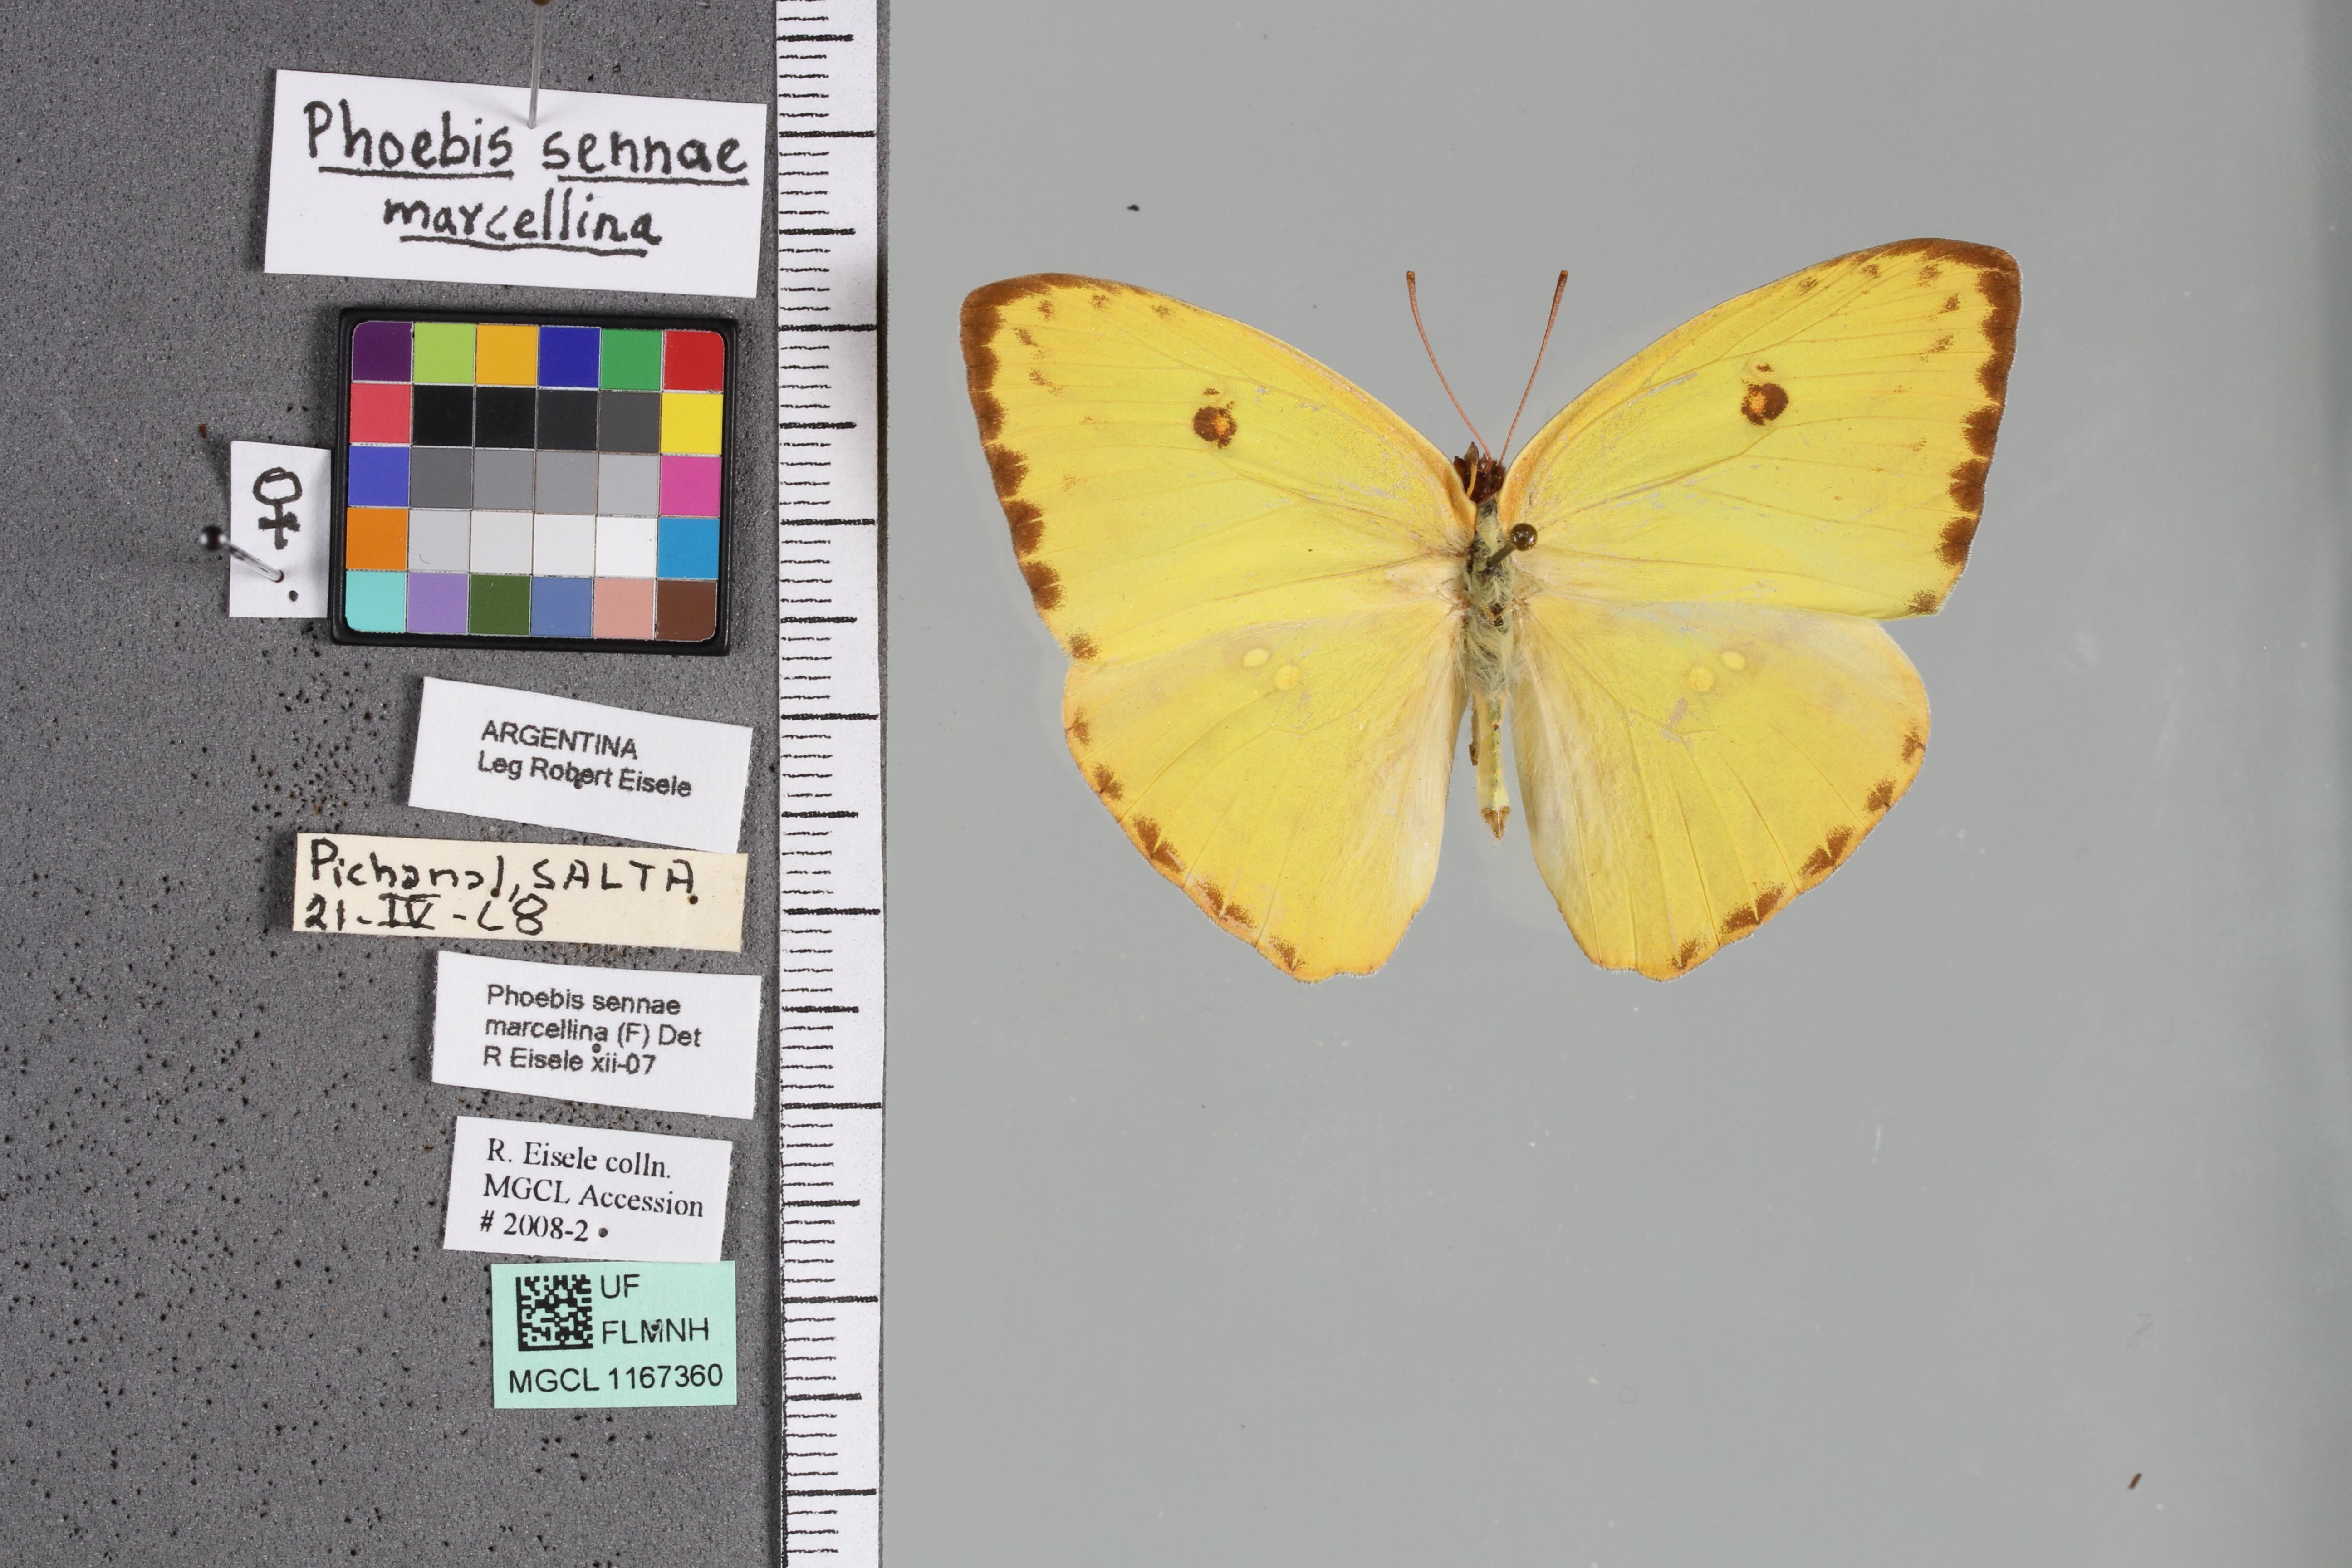 Phoebis sennae
marcellina
♀
ARGENTINA
Leg Robert Eisele
Pichanal, SALTA
21-IV-68
Phoebis sennae
marcellina (F) Det
R Eisele xii-07
R. Eisele colln.
MGCL Accession
# 2008-2
UF
FLMNH
MGCL 1167360